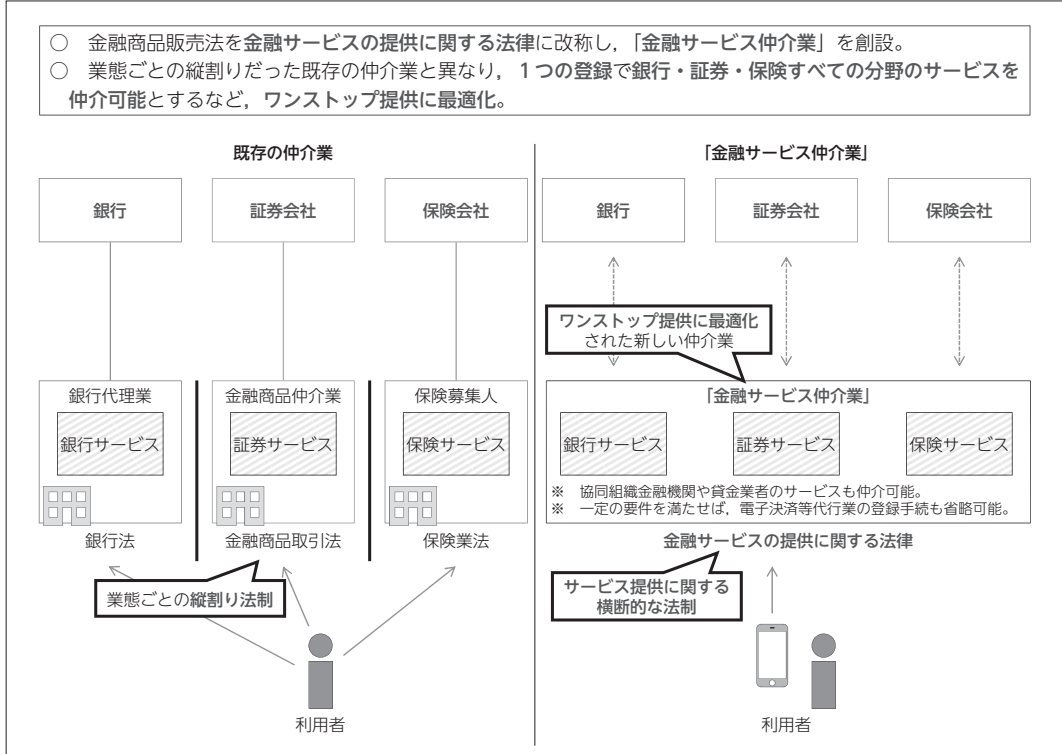 ○　金融商品販売法を金融サービスの提供に関する法律に改称し，「金融サービス仲介業」を創設。
○　業態ごとの縦割りだった既存の仲介業と異なり，１つの登録で銀行・証券・保険すべての分野のサービスを
仲介可能とするなど，ワンストップ提供に最適化。
既存の仲介業
銀行
証券会社
保険会社
銀行代理業
金融商品仲介業
保険募集人
銀行サービス
証券サービス
保険サービス
銀行法
金融商品取引法
保険業法
業態ごとの縦割り法制
利用者
「金融サービス仲介業」
銀行
証券会社
保険会社
ワンストップ提供に最適化
された新しい仲介業
「金融サービス仲介業」
銀行サービス
証券サービス
保険サービス
※　協同組織金融機関や貸金業者のサービスも仲介可能。
※　一定の要件を満たせば，電子決済等代行業の登録手続も省略可能。
金融サービスの提供に関する法律
サービス提供に関する
横断的な法制
利用者